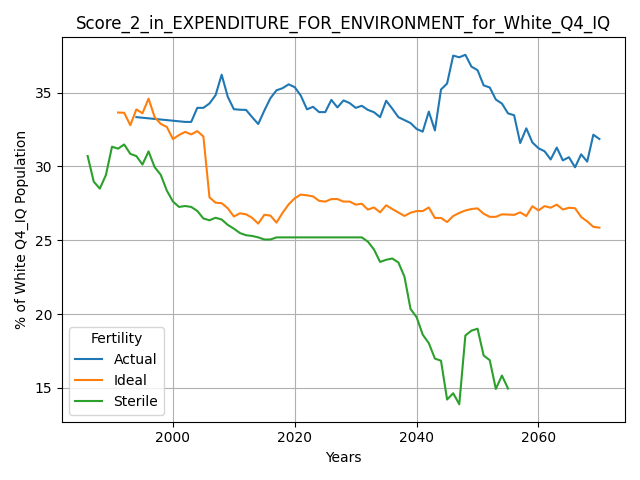 Score_2_in_EXPENDITURE_FOR_ENVIRONMENT_for_White_Q4_IQ
% of White Q4_IQ Population
35
30
25
20
15
Fertility
Actual
Ideal
Sterile
2000 2020 2040 2060
Years